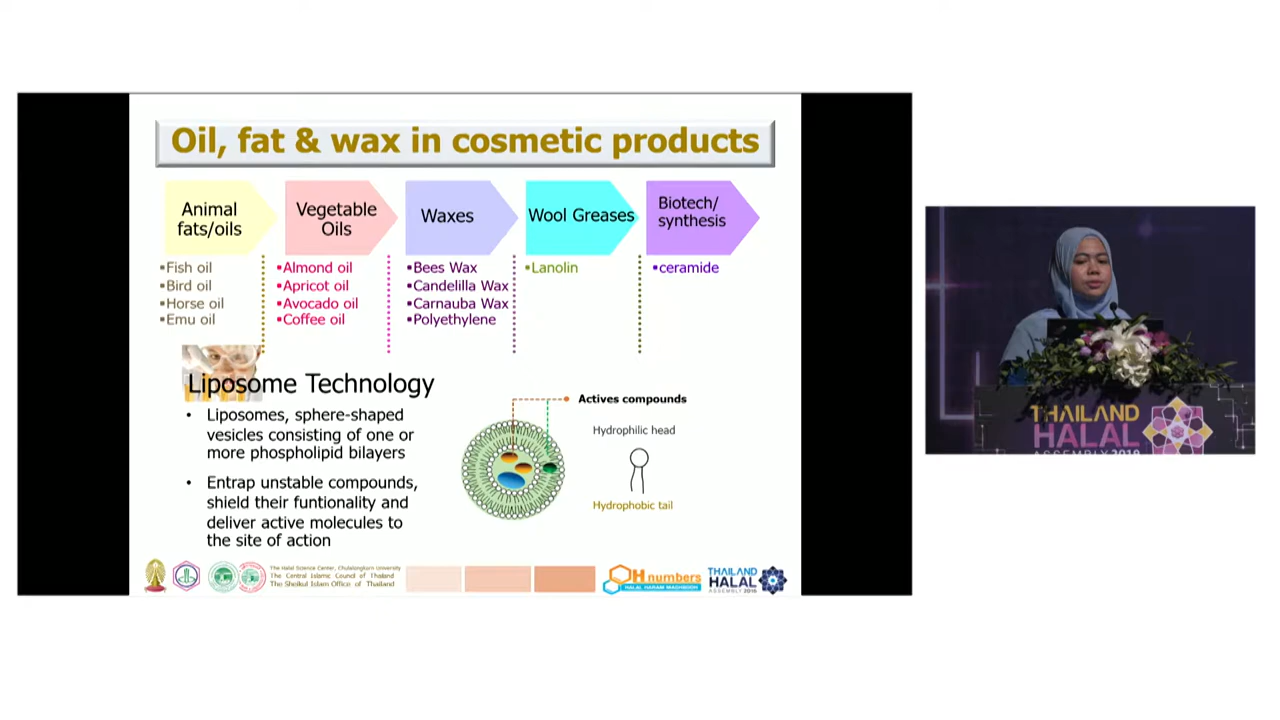 Oil, fat & wax in cosmetic products
Animal
fats/oils
Vegetable
Oils
Waxes
Wool Greases
Biotech/
synthesis
▪Fish oil
▪Bird oil
▪Horse oil
▪Emu oil
▪Almond oil
▪Apricot oil
▪Avocado oil
▪Coffee oil
▪Bees Wax
▪Candelilla Wax
▪Carnauba Wax
▪Polyethylene
▪Lanolin
▪ceramide
Liposome Technology
• Liposomes, sphere-shaped
vesicles consisting of one or
more phospholipid bilayers
• Entrap unstable compounds,
shield their funtionality and
deliver active molecules to
the site of action
Actives compounds
Hydrophilic head
Hydrophobic tail
The Halal Science Center, Chulalongkorn University
The Central Islamic Council of Thailand
The Sheikul Islam Office of Thailand
H numbers
HALAL HARAM MASHBOOH
THAILAND
HALAL
ASSEMBLY 2019
THAILAND
HALAL
ASSEMBLY 2019